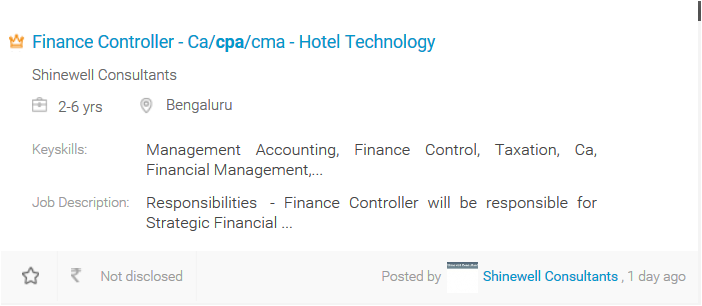 Finance Controller - Ca/cpa/cma - Hotel Technology
Shinewell Consultants
2-6 yrs Bengaluru
Keyskills: Management Accounting, Finance Control, Taxation, Ca,
Financial Management,...
Job Description: Responsibilities - Finance Controller will be responsible for
Strategic Financial ...
₹ Not disclosed Posted by Shinewell Consultants , 1 day ago